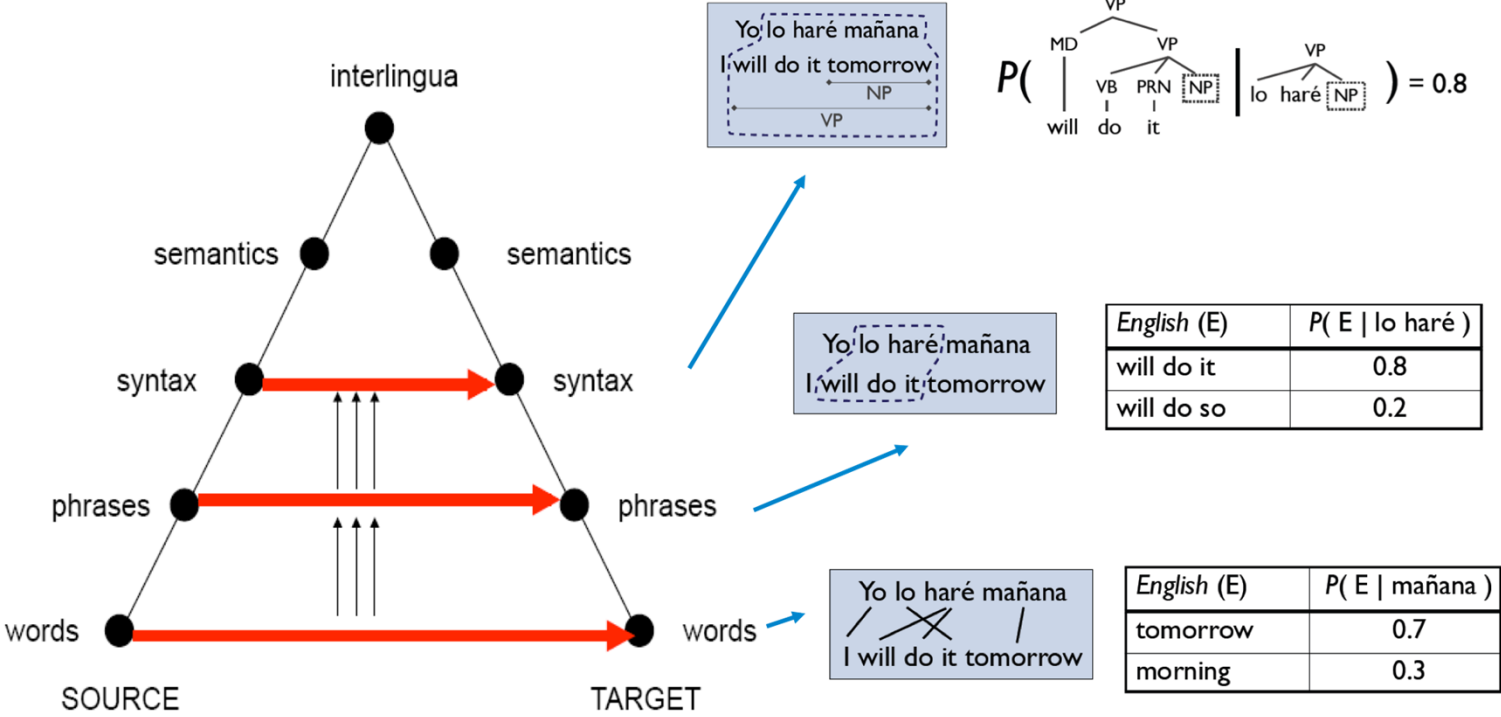 interlingua
semantics
semantics
syntax
syntax
phrases
phrases
words
words
SOURCE
TARGET
Yo lo haré mañana
I will do it tomorrow
NP
VP
VP
MD
VP
P(
VB
PRN
NP
will
do
it
VP
lo
haré
NP
) = 0.8
Yo lo haré mañana
I will do it tomorrow
English (E)
P( E | lo haré )
will do it
0.8
will do so
0.2
Yo lo haré mañana
I will do it tomorrow
English (E)
P( E | mañana )
tomorrow
0.7
morning
0.3